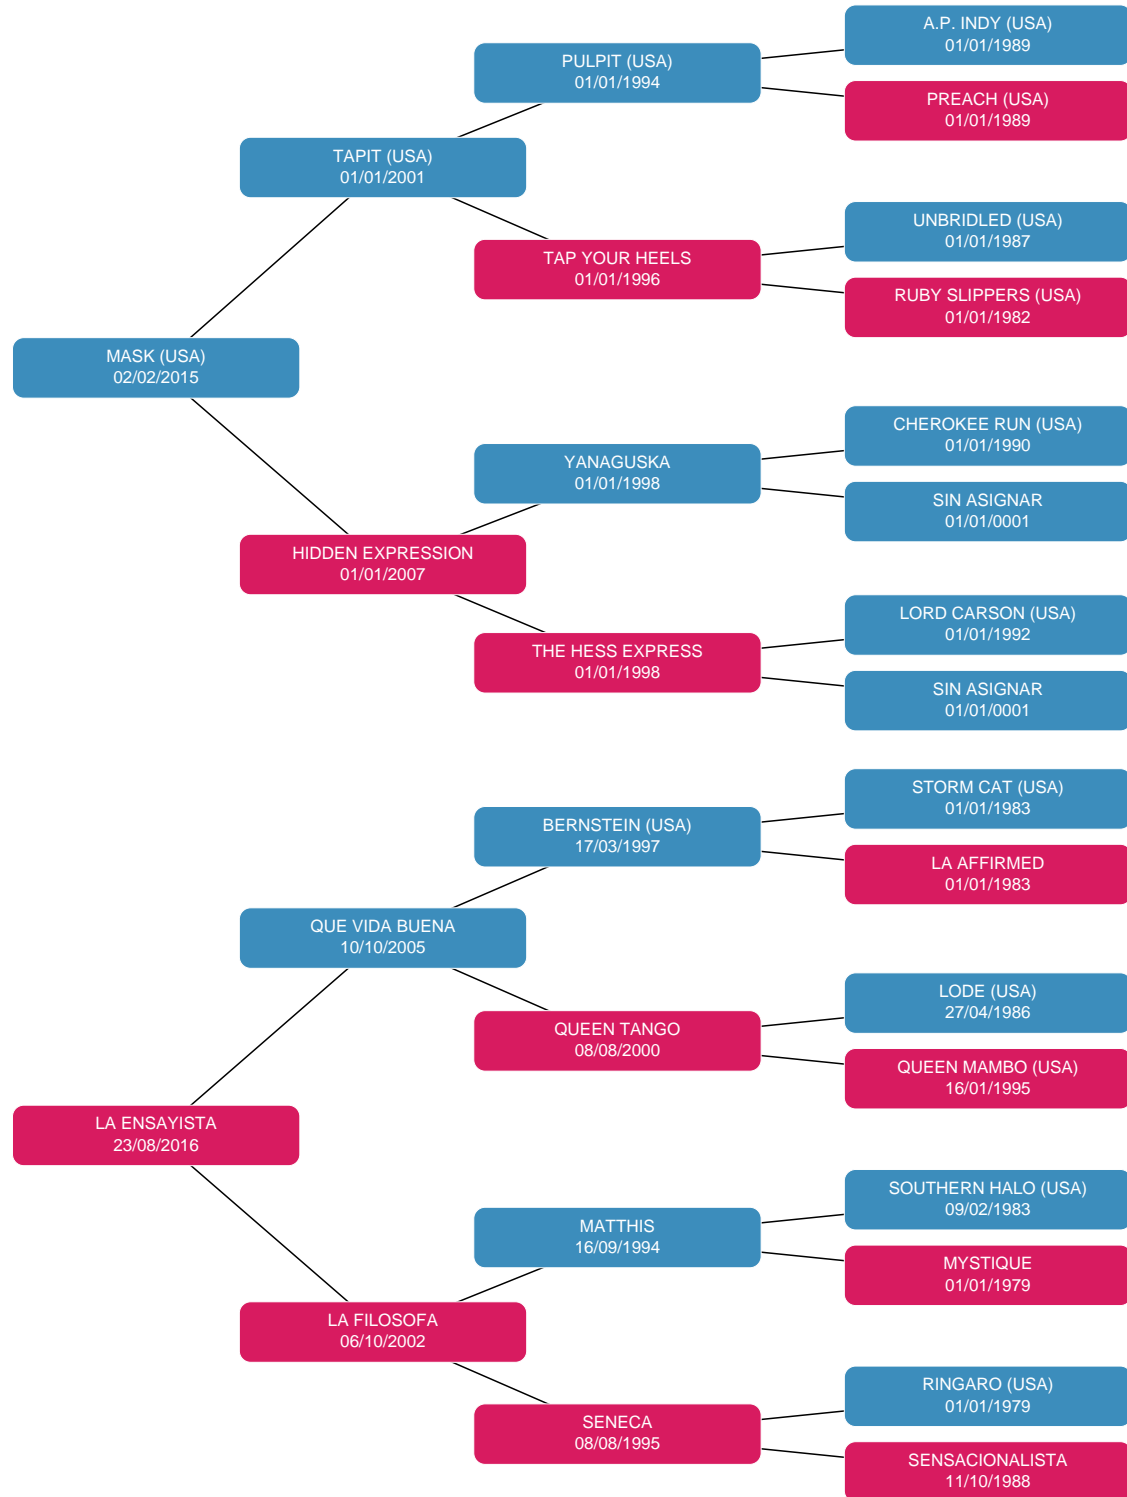 A.P. INDY (USA)
01/01/1989
PULPIT (USA)
01/01/1994
PREACH (USA)
01/01/1989
TAPIT (USA)
01/01/2001
UNBRIDLED (USA)
01/01/1987
TAP YOUR HEELS
01/01/1996
RUBY SLIPPERS (USA)
01/01/1982
MASK (USA)
02/02/2015
CHEROKEE RUN (USA)
01/01/1990
YANAGUSKA
01/01/1998
SIN ASIGNAR
01/01/0001
HIDDEN EXPRESSION
01/01/2007
LORD CARSON (USA)
01/01/1992
THE HESS EXPRESS
01/01/1998
SIN ASIGNAR
01/01/0001
STORM CAT (USA)
01/01/1983
BERNSTEIN (USA)
17/03/1997
LA AFFIRMED
01/01/1983
QUE VIDA BUENA
10/10/2005
LODE (USA)
27/04/1986
QUEEN TANGO
08/08/2000
QUEEN MAMBO (USA)
16/01/1995
LA ENSAYISTA
23/08/2016
SOUTHERN HALO (USA)
09/02/1983
MATTHIS
16/09/1994
MYSTIQUE
01/01/1979
LA FILOSOFA
06/10/2002
RINGARO (USA)
01/01/1979
SENECA
08/08/1995
SENSACIONALISTA
11/10/1988